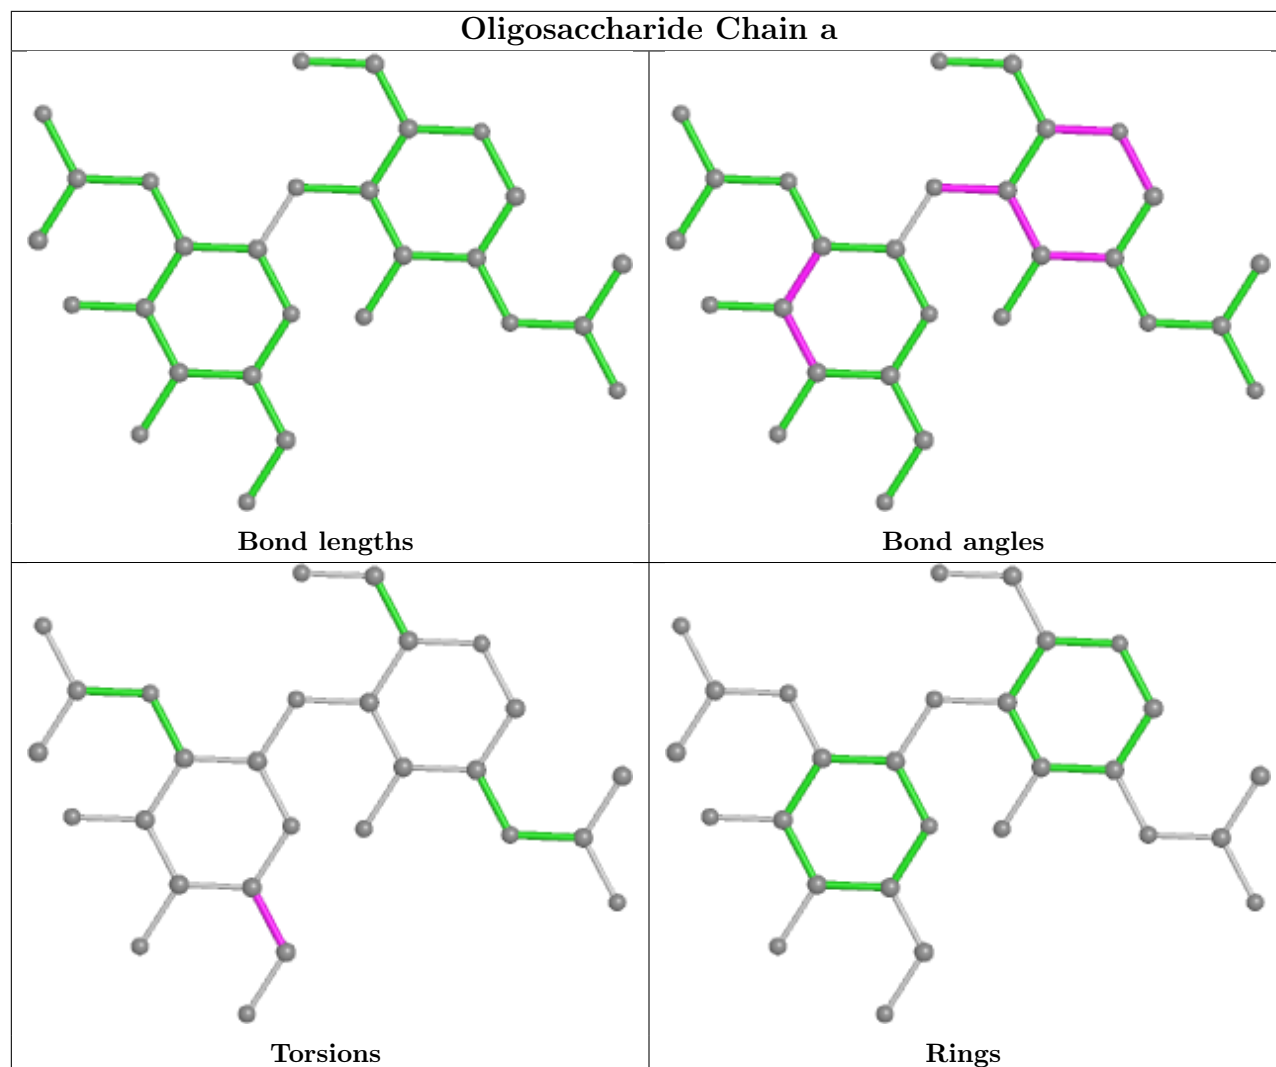 Oligosaccharide Chain a
Bond lengths
Bond angles
Torsions
Rings